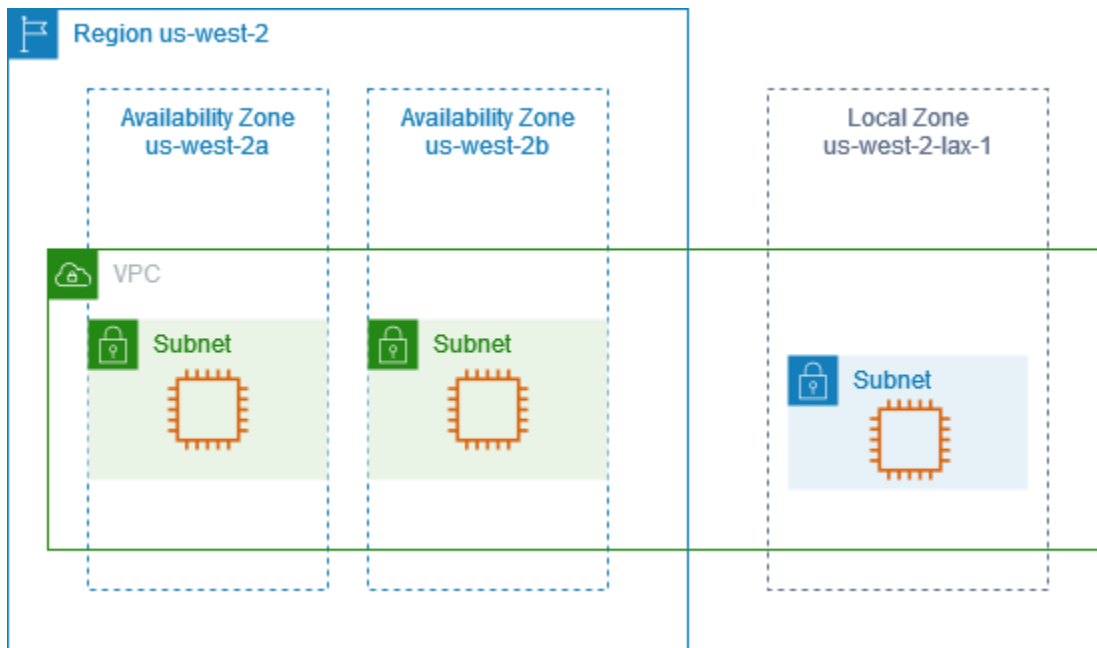 Region us-west-2
Availability Zone
us-west-2a
Availability Zone
us-west-2b
Local Zone
us-west-2-lax-1
VPC
Subnet
Subnet
Subnet